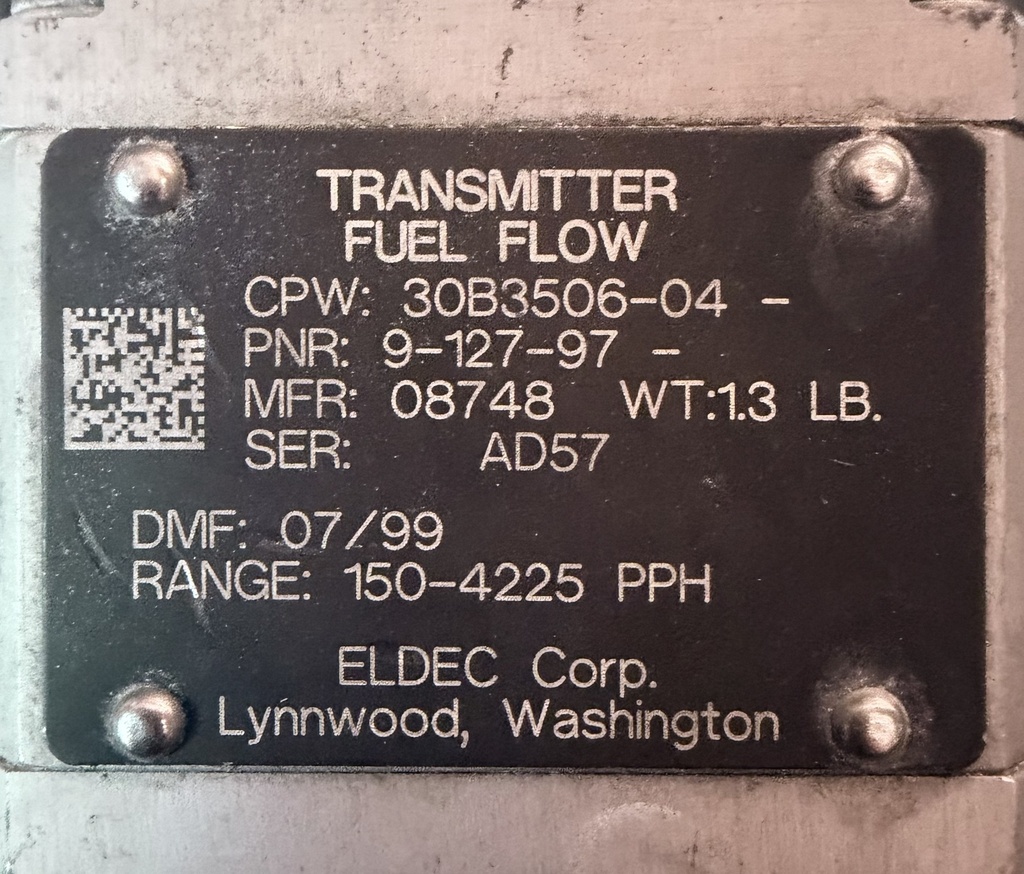 TRANSMITTER
FUEL FLOW
CPW: 30B3506-04 -
PNR: 9-127-97 -
MFR: 08748 WT:1.3 LB.
SER: AD57
DMF: 07/99
RANGE: 150-4225 PPH
ELDEC Corp.
Lynnwood, Washington